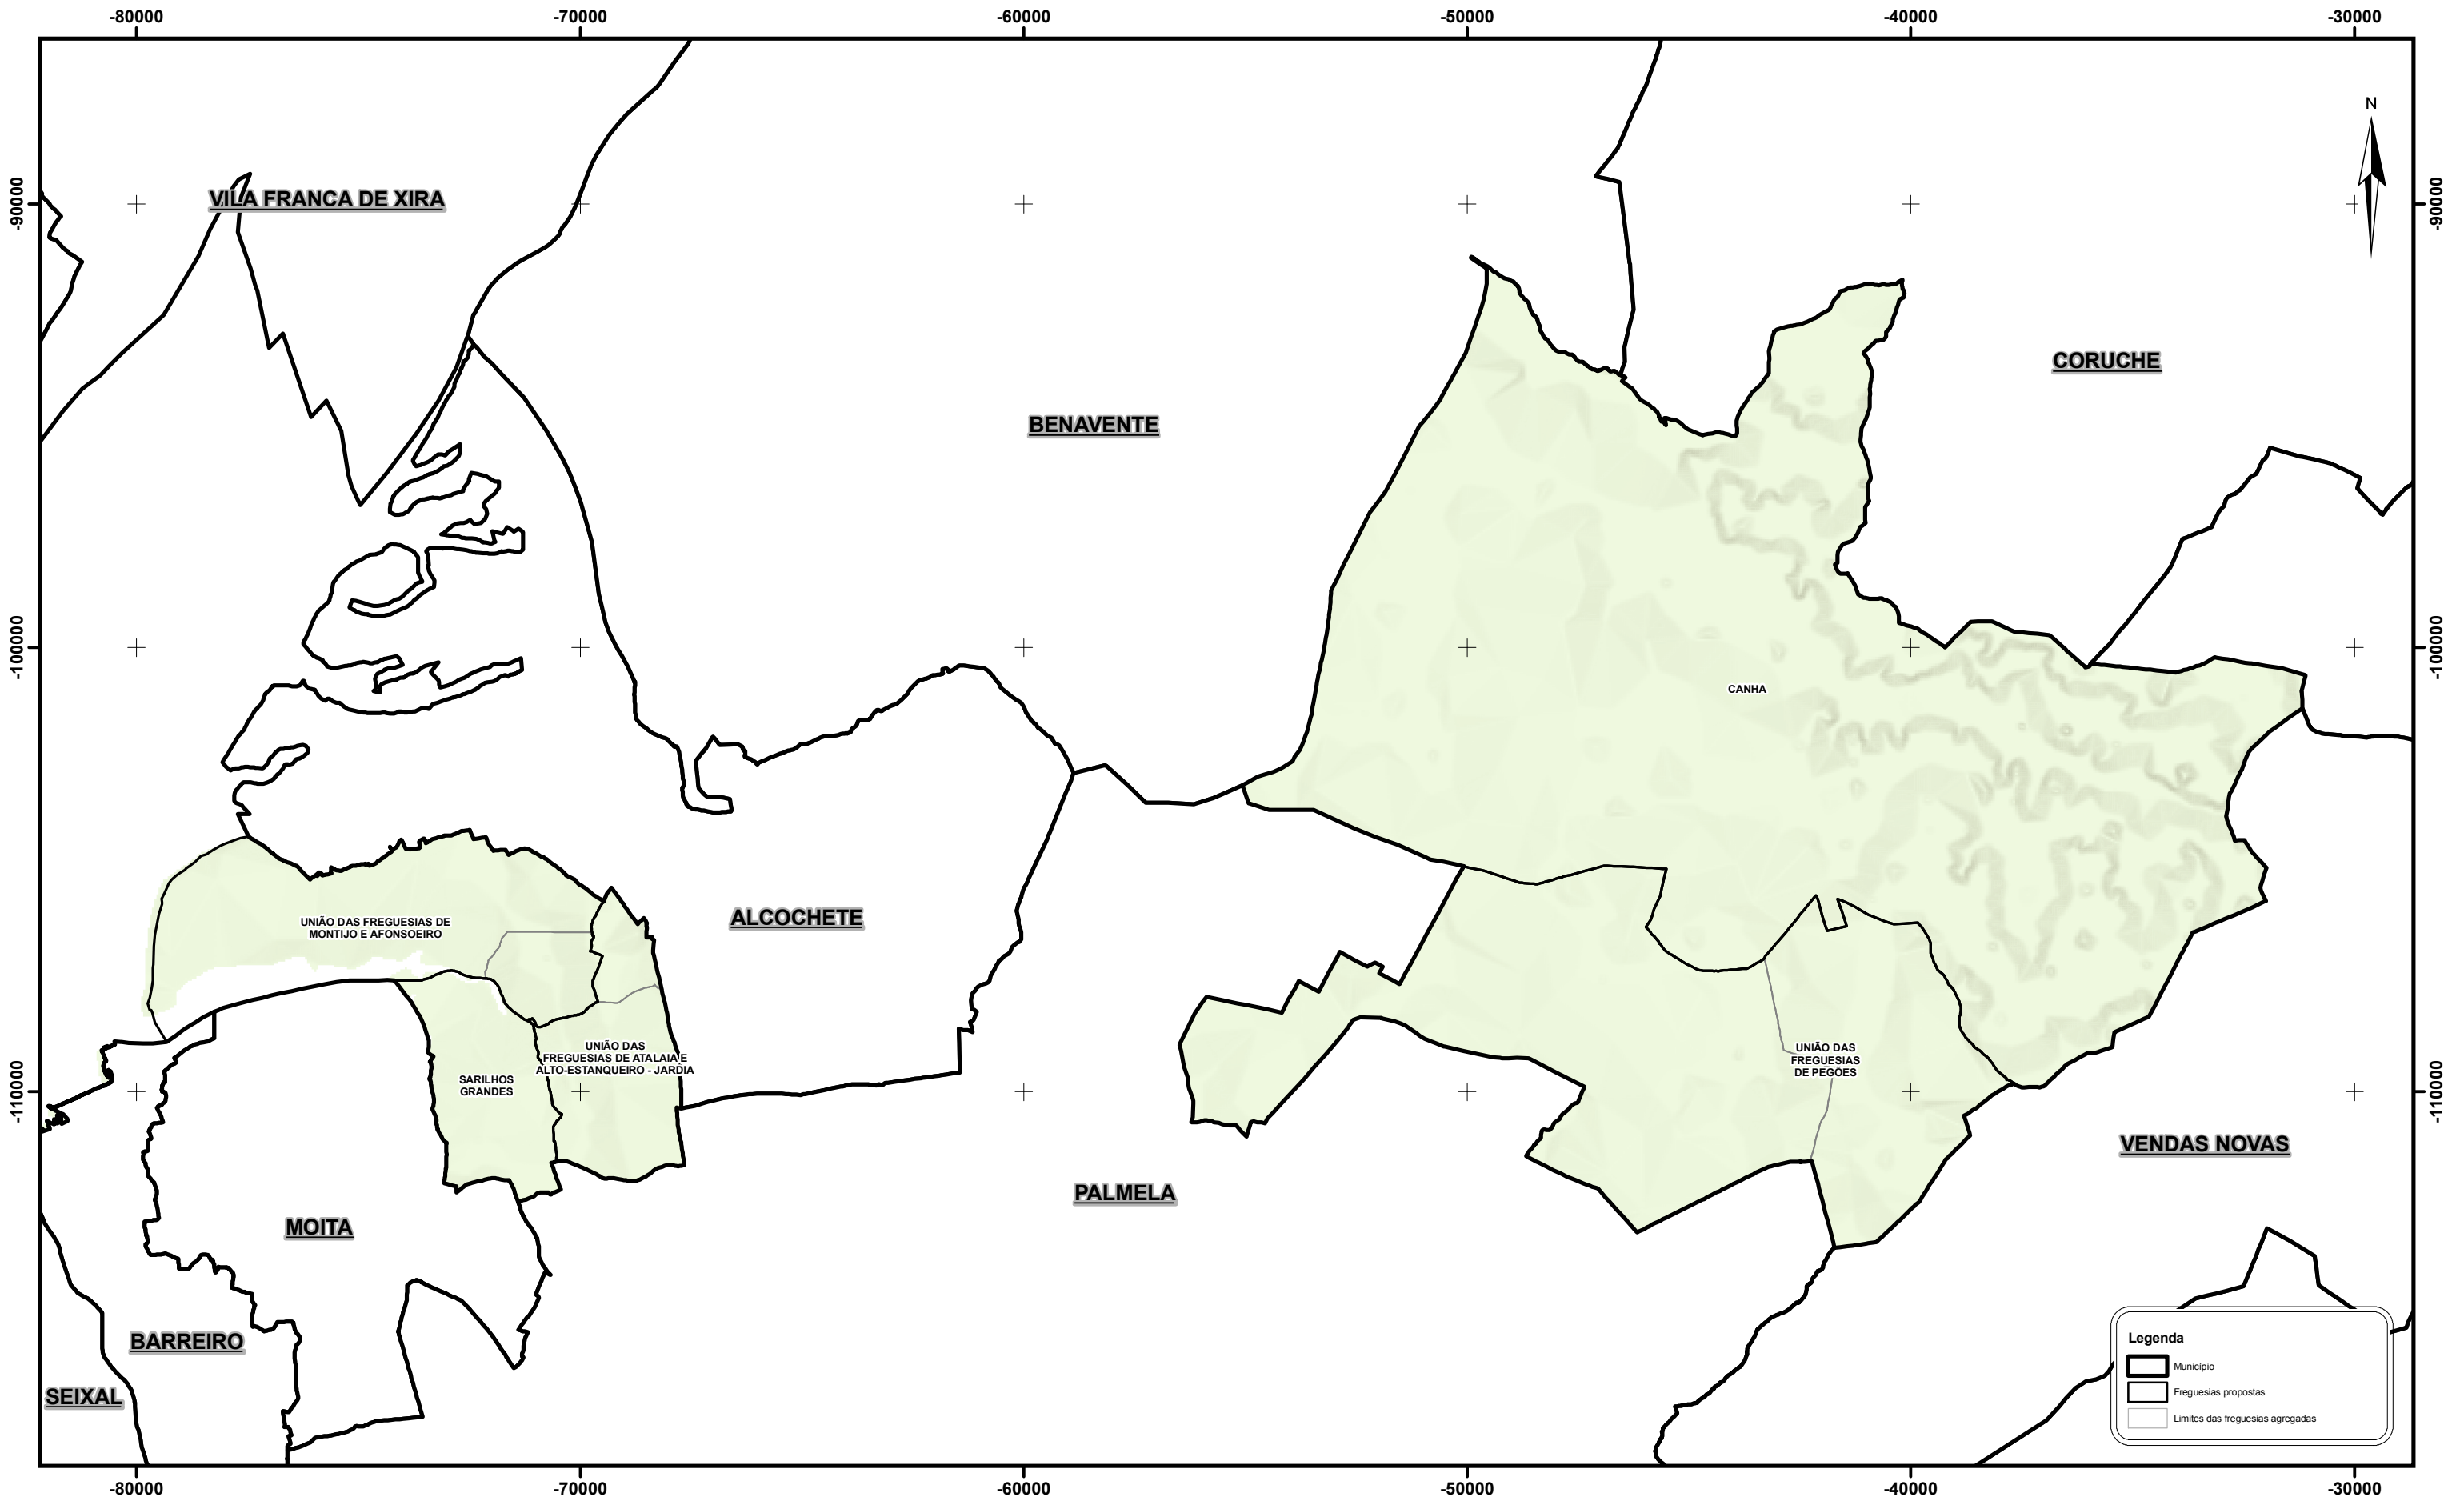 -80000
-70000
-60000
-50000
-40000
-30000
N
-90000
VILA FRANCA DE XIRA
-90000
CORUCHE
BENAVENTE
-100000
-100000
CANHA
ALCOCHETE
UNIÃO DAS FREGUESIAS DE
MONTIJO E AFONSOEIRO
UNIÃO DAS
FREGUESIAS DE ATALAIA E
ALTO-ESTANQUEIRO - JARDIA
UNIÃO DAS
FREGUESIAS
DE PEGÕES
SARILHOS
GRANDES
-110000
-110000
VENDAS NOVAS
PALMELA
MOITA
BARREIRO
SEIXAL
Legenda
Município
Freguesias propostas
Limites das freguesias agregadas
-80000
-70000
-60000
-50000
-40000
-30000